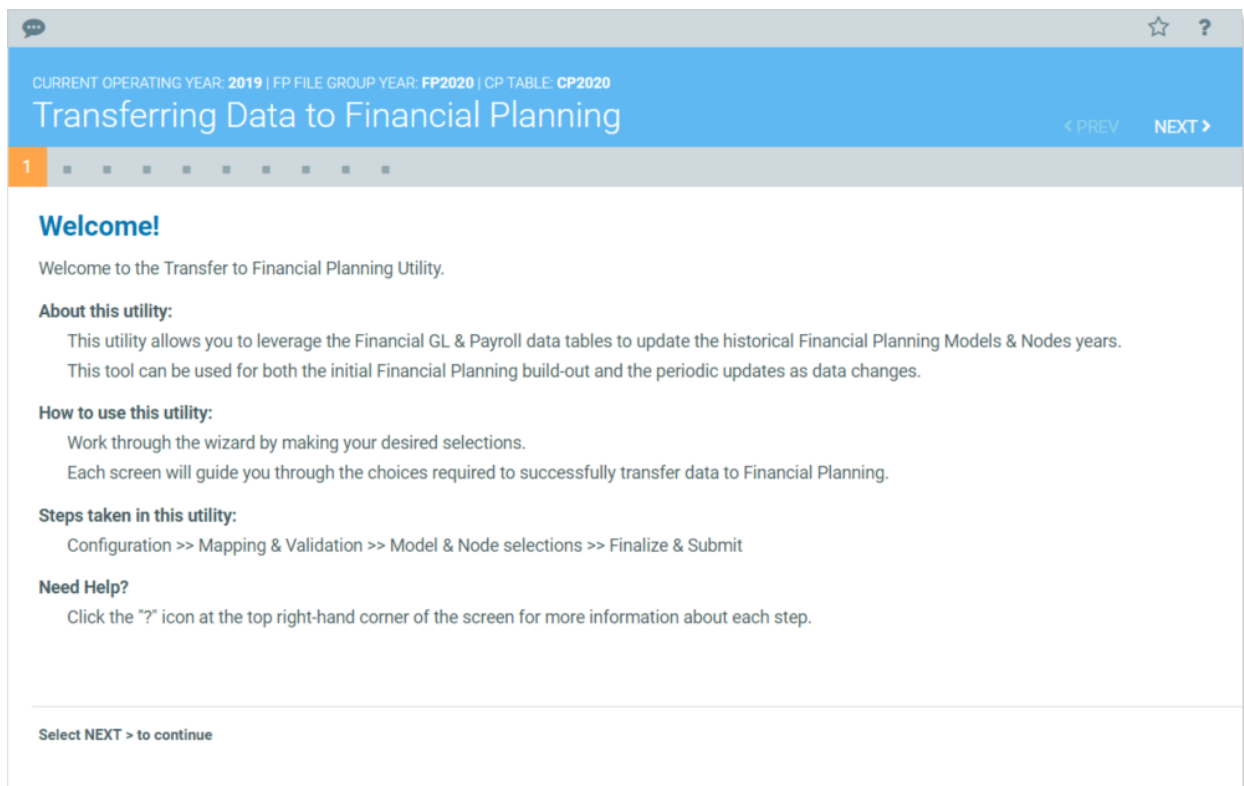 ?
CURRENT OPERATING YEAR: 2019 | FP FILE GROUP YEAR: FP2020 | CP TABLE: CP2020
Transferring Data to Financial Planning
< PREV NEXT >
1
Welcome!
Welcome to the Transfer to Financial Planning Utility.
About this utility:
This utility allows you to leverage the Financial GL & Payroll data tables to update the historical Financial Planning Models & Nodes years.
This tool can be used for both the initial Financial Planning build-out and the periodic updates as data changes.
How to use this utility:
Work through the wizard by making your desired selections.
Each screen will guide you through the choices required to successfully transfer data to Financial Planning.
Steps taken in this utility:
Configuration >> Mapping & Validation >> Model & Node selections >> Finalize & Submit
Need Help?
Click the "?" icon at the top right-hand corner of the screen for more information about each step.
Select NEXT > to continue